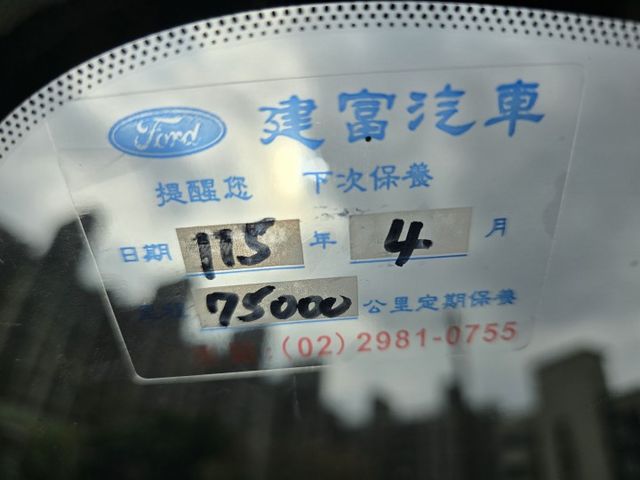 Ford 建富汽車
提醒您 下次保養
日期 115 年 4 月
75000 公里定期保養
(02) 2981-0755